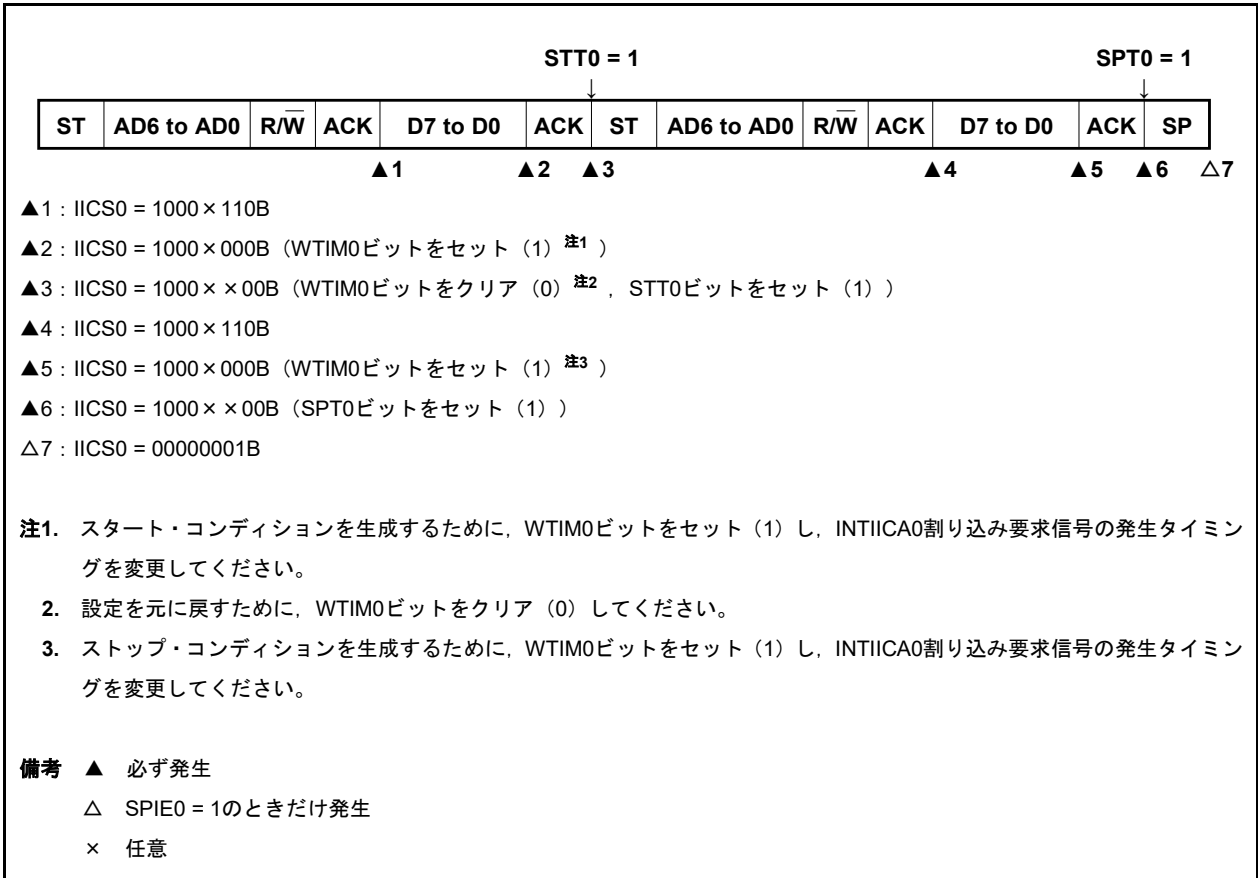 STT0 = 1 SPT0 = 1
↓ ↓
ST AD6 to AD0 R/W̅ ACK D7 to D0 ACK ST AD6 to AD0 R/W̅ ACK D7 to D0 ACK SP
▲1 ▲2 ▲3 ▲4 ▲5 ▲6 △7
▲1：IICS0 = 1000×110B
▲2：IICS0 = 1000×000B（WTIM0ビットをセット（1）注1 ）
▲3：IICS0 = 1000××00B（WTIM0ビットをクリア（0）注2 ，STT0ビットをセット（1））
▲4：IICS0 = 1000×110B
▲5：IICS0 = 1000×000B（WTIM0ビットをセット（1）注3 ）
▲6：IICS0 = 1000××00B（SPT0ビットをセット（1））
△7：IICS0 = 00000001B
注1. スタート・コンディションを生成するために，WTIM0ビットをセット（1）し，INTIICA0割り込み要求信号の発生タイミン
グを変更してください。
2. 設定を元に戻すために，WTIM0ビットをクリア（0）してください。
3. ストップ・コンディションを生成するために，WTIM0ビットをセット（1）し，INTIICA0割り込み要求信号の発生タイミン
グを変更してください。
備考 ▲ 必ず発生
△ SPIE0 = 1のときだけ発生
× 任意